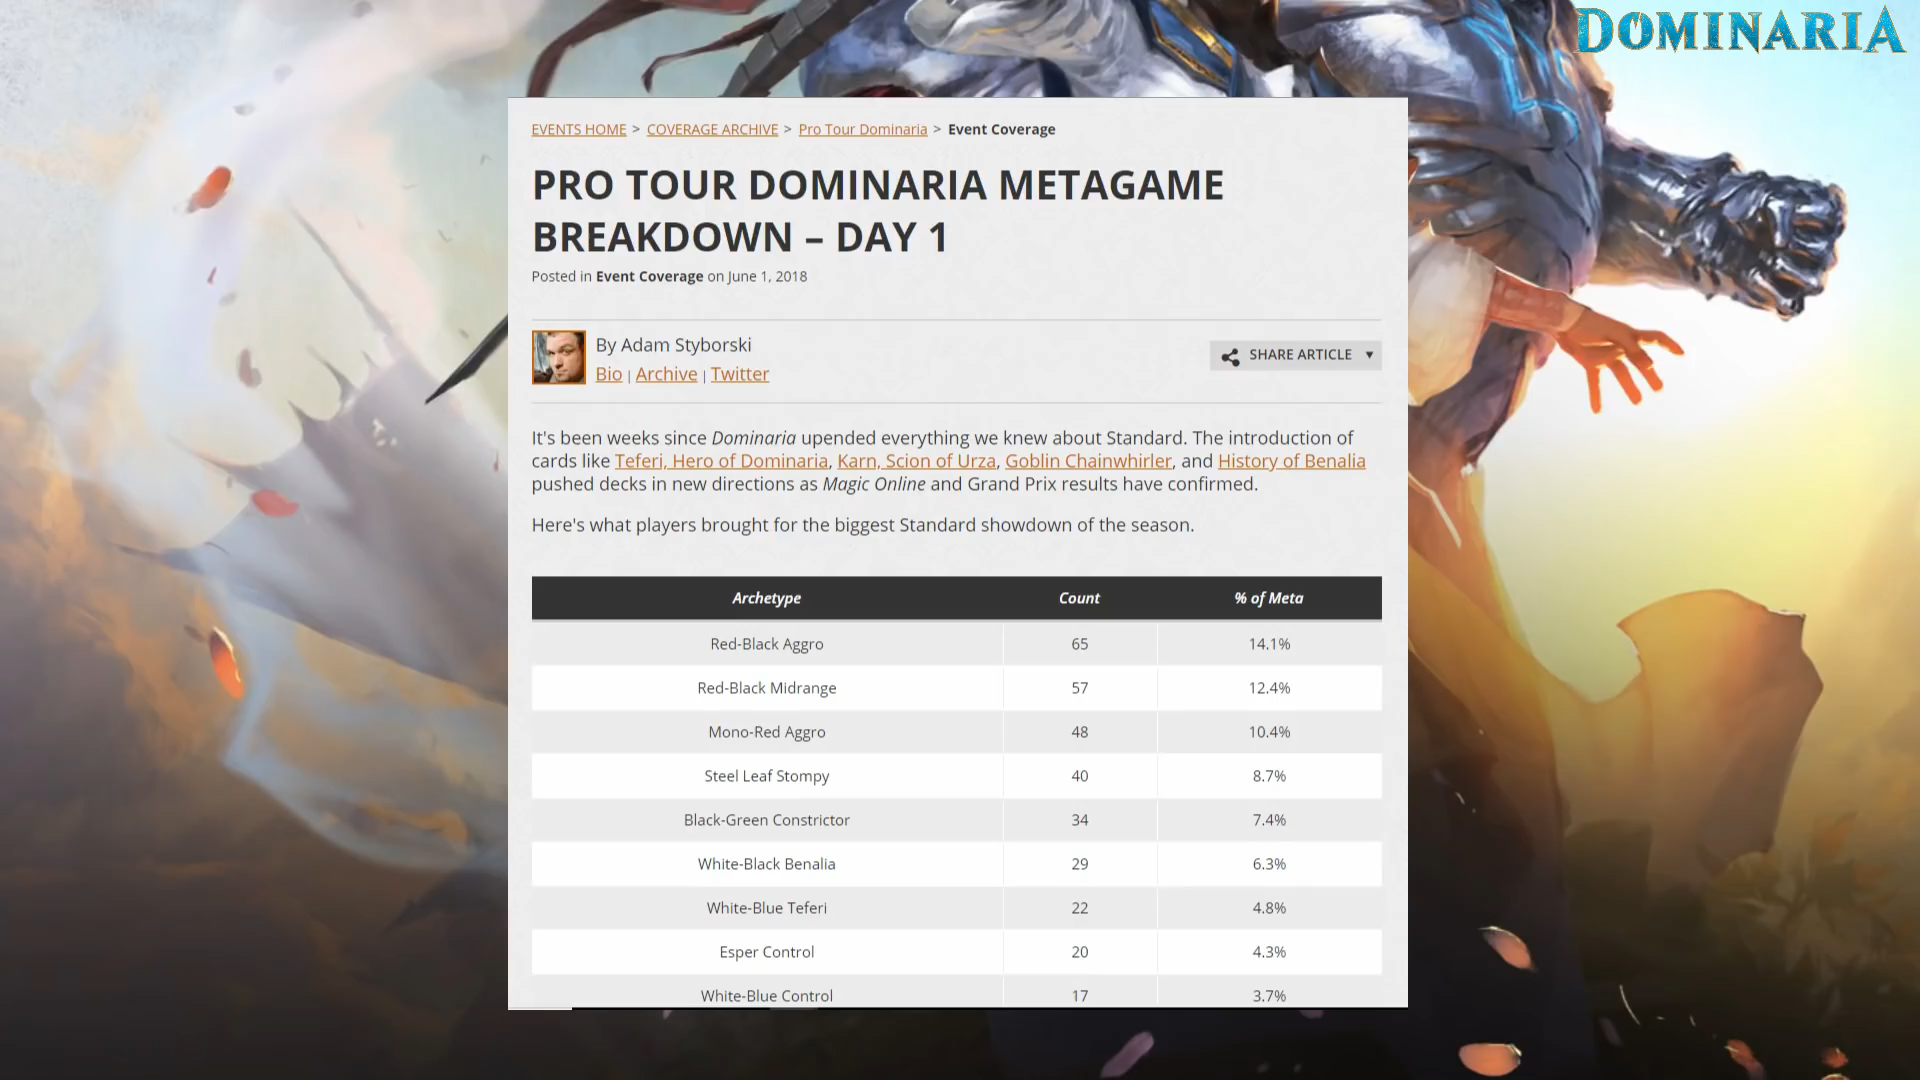 DOMINARIA
EVENTS HOME > COVERAGE ARCHIVE > Pro Tour Dominaria > Event Coverage
PRO TOUR DOMINARIA METAGAME
BREAKDOWN – DAY 1
Posted in Event Coverage on June 1, 2018
By Adam Styborski
SHARE ARTICLE ▼
Bio | Archive | Twitter
It's been weeks since Dominaria upended everything we knew about Standard. The introduction of
cards like Teferi, Hero of Dominaria, Karn, Scion of Urza, Goblin Chainwhirler, and History of Benalia
pushed decks in new directions as Magic Online and Grand Prix results have confirmed.
Here's what players brought for the biggest Standard showdown of the season.
Archetype Count % of Meta
Red-Black Aggro 65 14.1%
Red-Black Midrange 57 12.4%
Mono-Red Aggro 48 10.4%
Steel Leaf Stompy 40 8.7%
Black-Green Constrictor 34 7.4%
White-Black Benalia 29 6.3%
White-Blue Teferi 22 4.8%
Esper Control 20 4.3%
White-Blue Control 17 3.7%